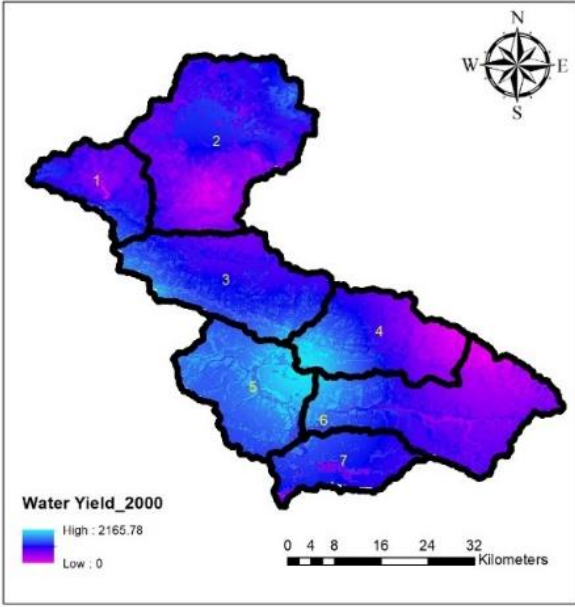 N
W E
S
2
1
3
4
5
6
7
Water Yield_2000
High : 2165.78
Low : 0
0 4 8 16 24 32
Kilometers